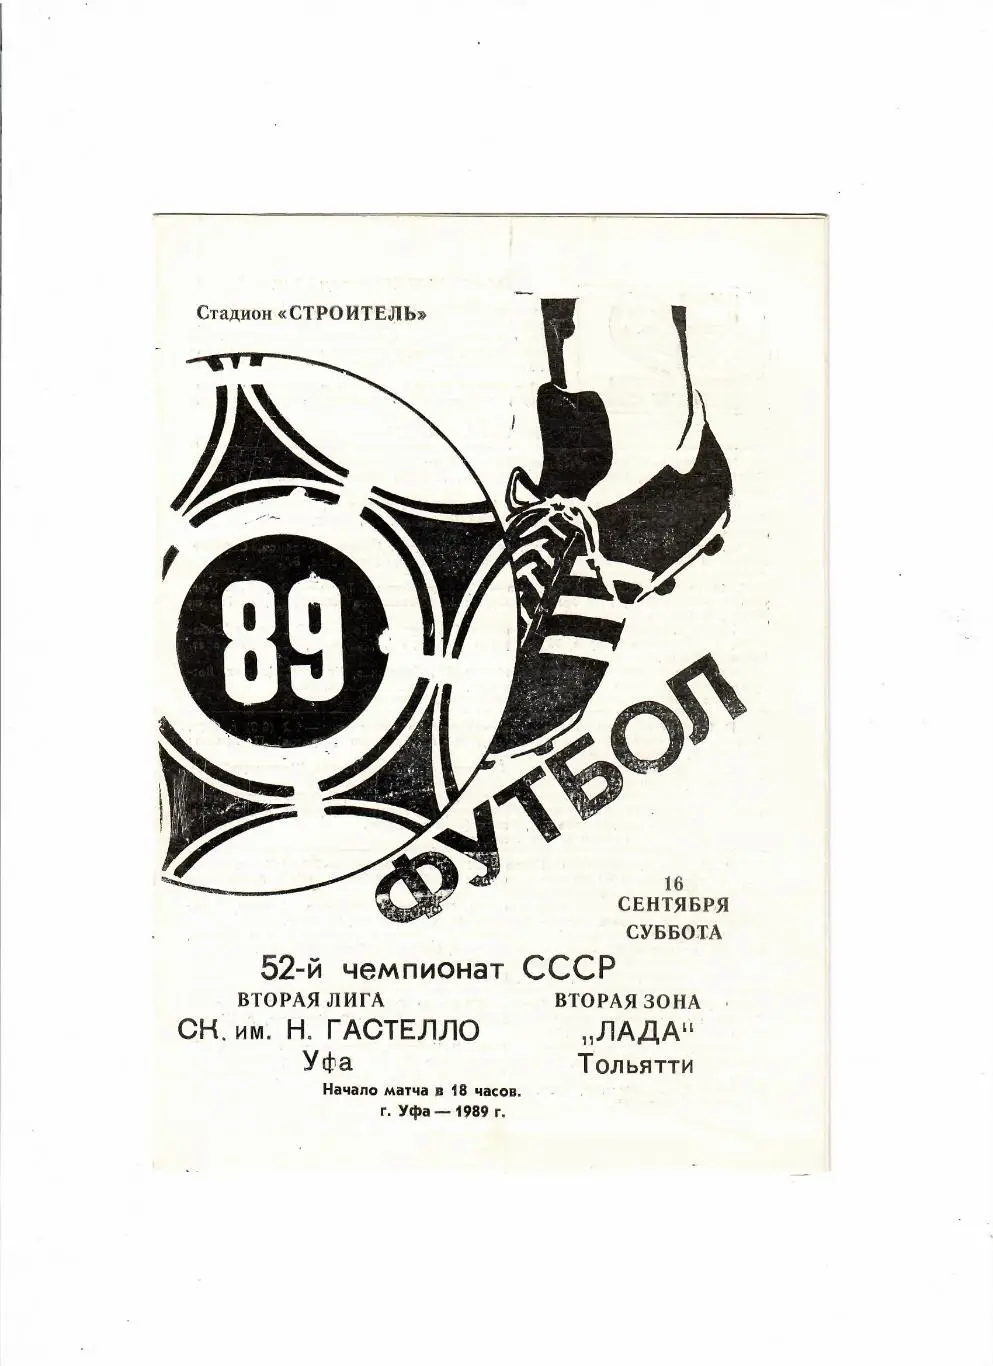 Стадион «СТРОИТЕЛЬ»
89
ФУТБОЛ
16
СЕНТЯБРЯ
СУББОТА
52-й чемпионат СССР
ВТОРАЯ ЛИГА
ВТОРАЯ ЗОНА
СК. им. Н. ГАСТЕЛЛО
„ЛАДА“
Уфа
Тольятти
Начало матча в 18 часов.
г. Уфа — 1989 г.